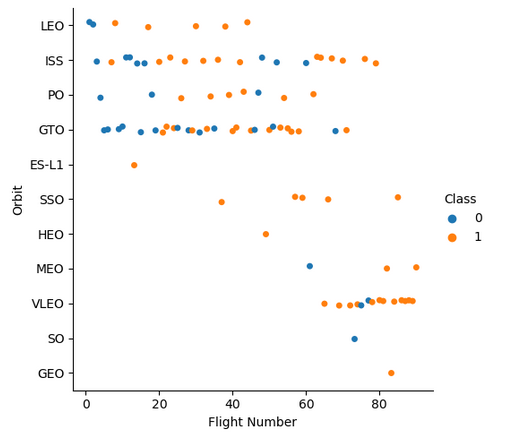 LEO
ISS
PO
GTO
ES-L1
SSO
HEO
MEO
VLEO
SO
GEO
Orbit
0
20
40
60
80
Flight Number
Class
0
1